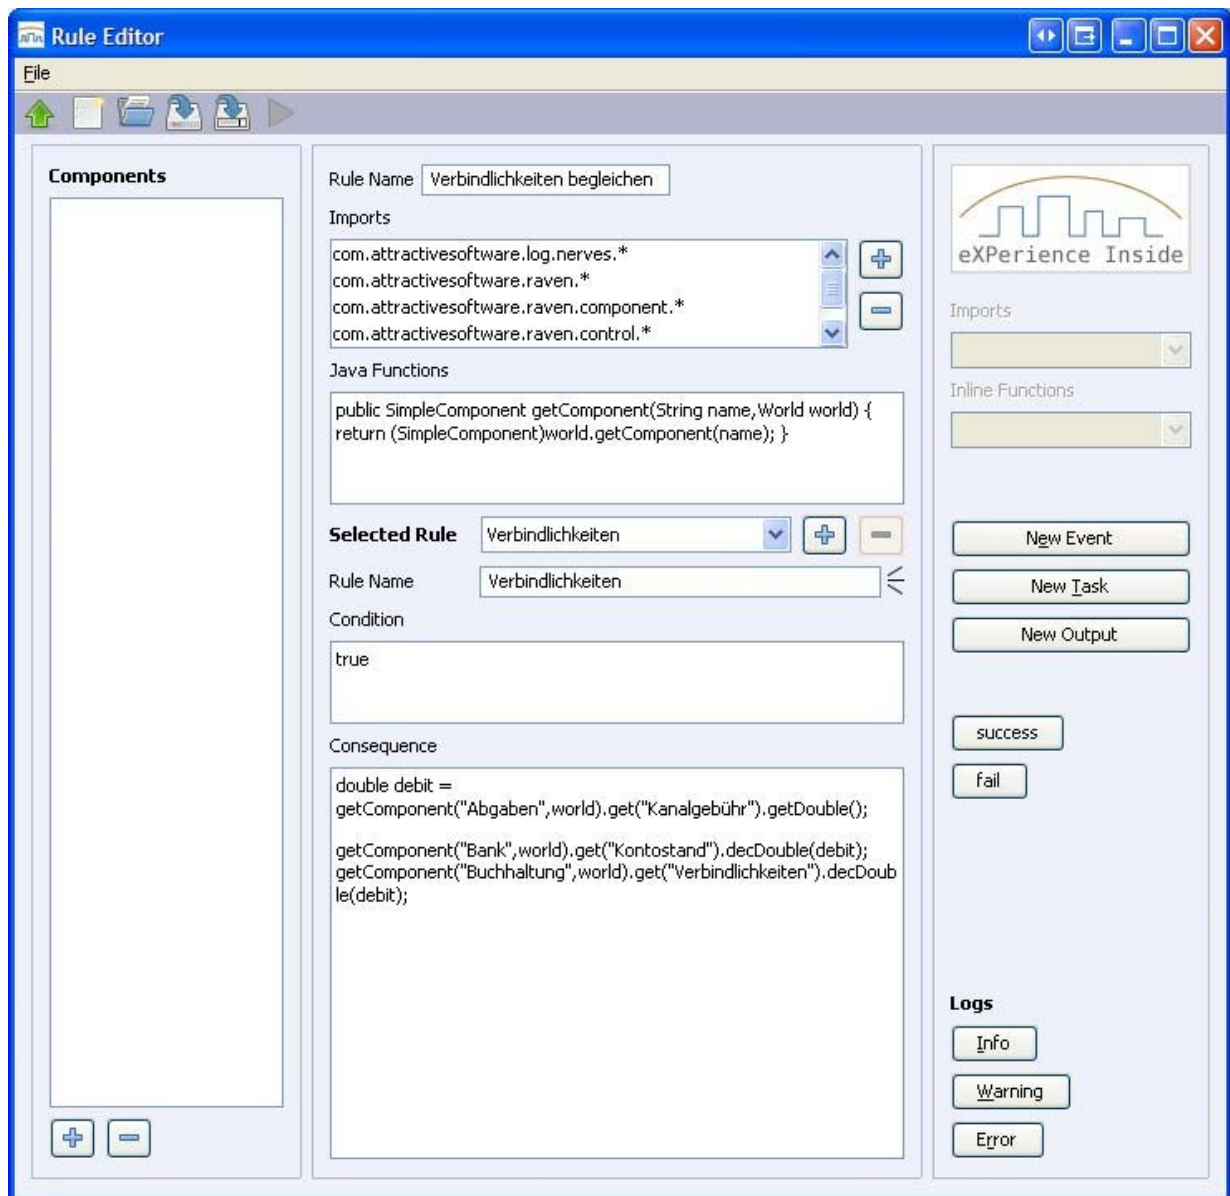 Rule Editor
File
Components
Rule Name Verbindlichkeiten begleichen
Imports
com.attractivesoftware.log.nerves.*
com.attractivesoftware.raven.*
com.attractivesoftware.raven.component.*
com.attractivesoftware.raven.control.*
Java Functions
public SimpleComponent getComponent(String name,World world) {
return (SimpleComponent)world.getComponent(name); }
Selected Rule Verbindlichkeiten
Rule Name Verbindlichkeiten
Condition
true
Consequence
double debit =
getComponent("Abgaben",world).get("Kanalgebühr").getDouble();
getComponent("Bank",world).get("Kontostand").decDouble(debit);
getComponent("Buchhaltung",world).get("Verbindlichkeiten").decDoub
le(debit);
eXPerience Inside
Imports
Inline Functions
New Event
New Task
New Output
success
fail
Logs
Info
Warning
Error